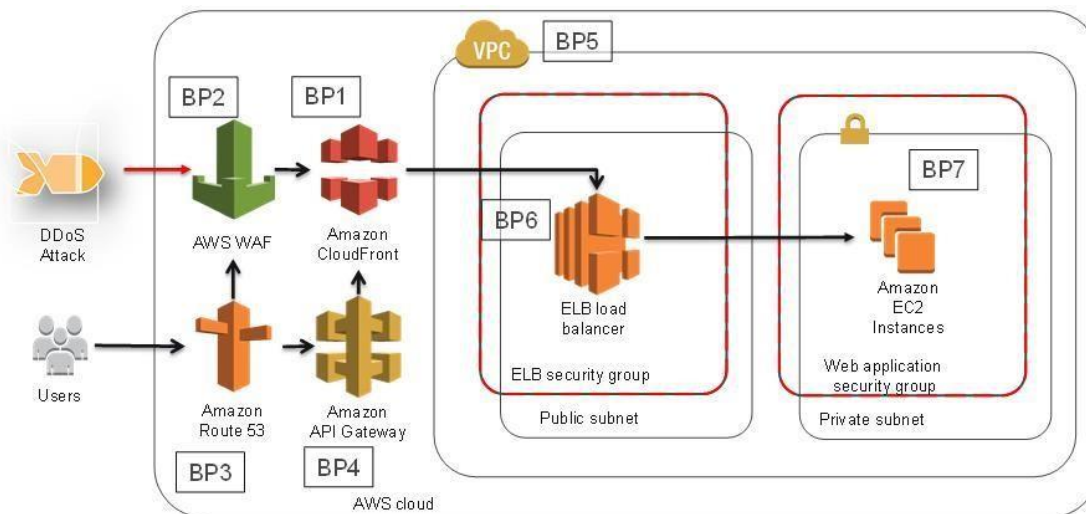 VPC
BP5
BP2
BP1
BP7
BP6
DDoS
Attack
AWS WAF
Amazon
CloudFront
ELB load
balancer
Amazon
EC2
Instances
Users
Amazon
Route 53
Amazon
API Gateway
ELB security group
Web application
security group
Public subnet
Private subnet
BP3
BP4
AWS cloud